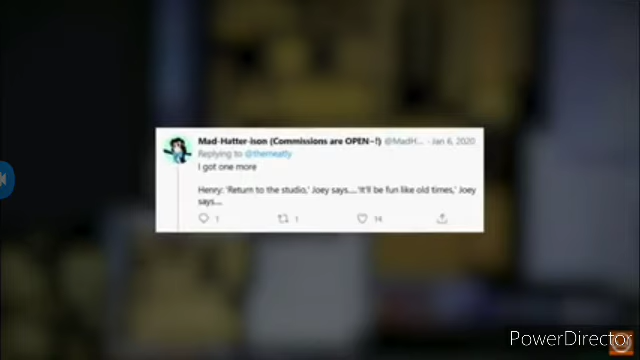 Mad-Hatter-ison (Commissions are OPEN~!) @MadH... · Jan 6, 2020
Replying to @themeatly
I got one more
Henry: 'Return to the studio,' Joey says.... 'It'll be fun like old times,' Joey
says....
1 1 14
PowerDirector